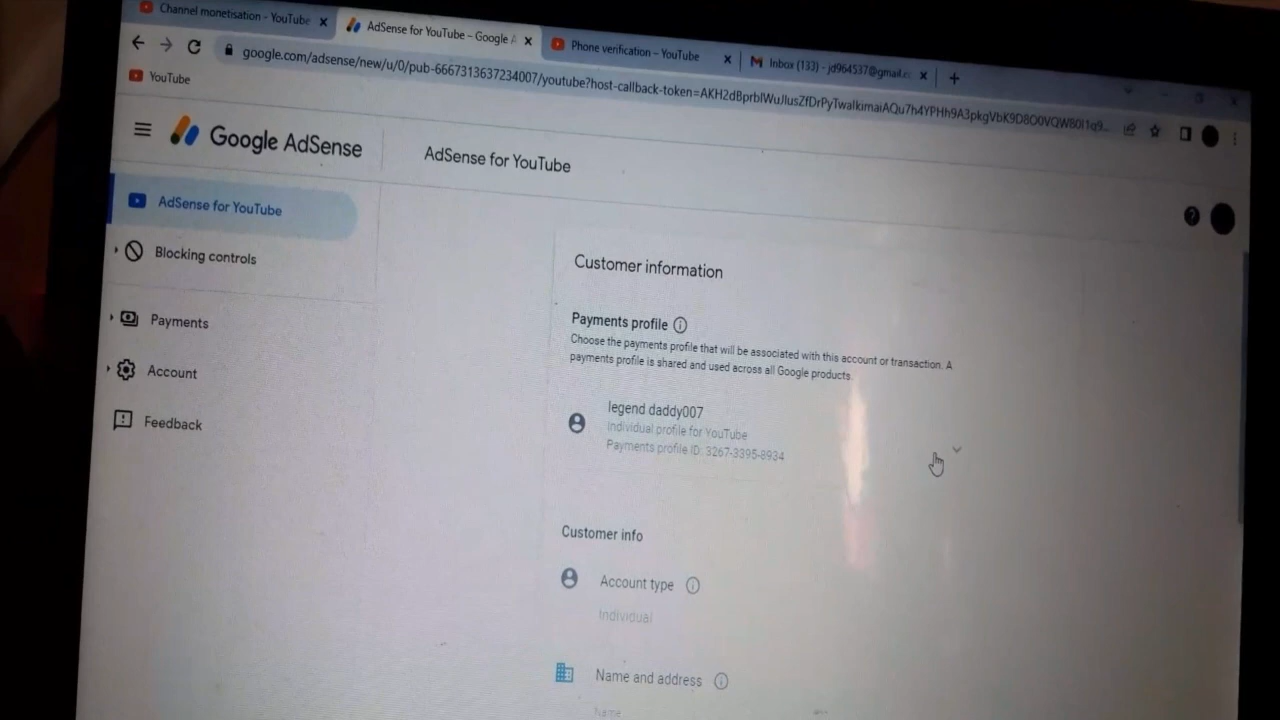 Channel monetisation - YouTube
AdSense for YouTube - Google A
Phone verification - YouTube
Inbox (133) - jd964537@gmail.c
google.com/adsense/new/u/0/pub-6667313637234007/youtube?host-callback-token=
YouTube
Google AdSense
AdSense for YouTube
AdSense for YouTube
Blocking controls
Payments
Account
Feedback
Customer information
Payments profile
Choose the payments profile that will be associated with this account or transaction. A
payments profile is shared and used across all Google products.
legend daddy007
Individual profile for YouTube
Payments profile ID: 3267-3395-8934
Customer info
Account type
Individual
Name and address
Name